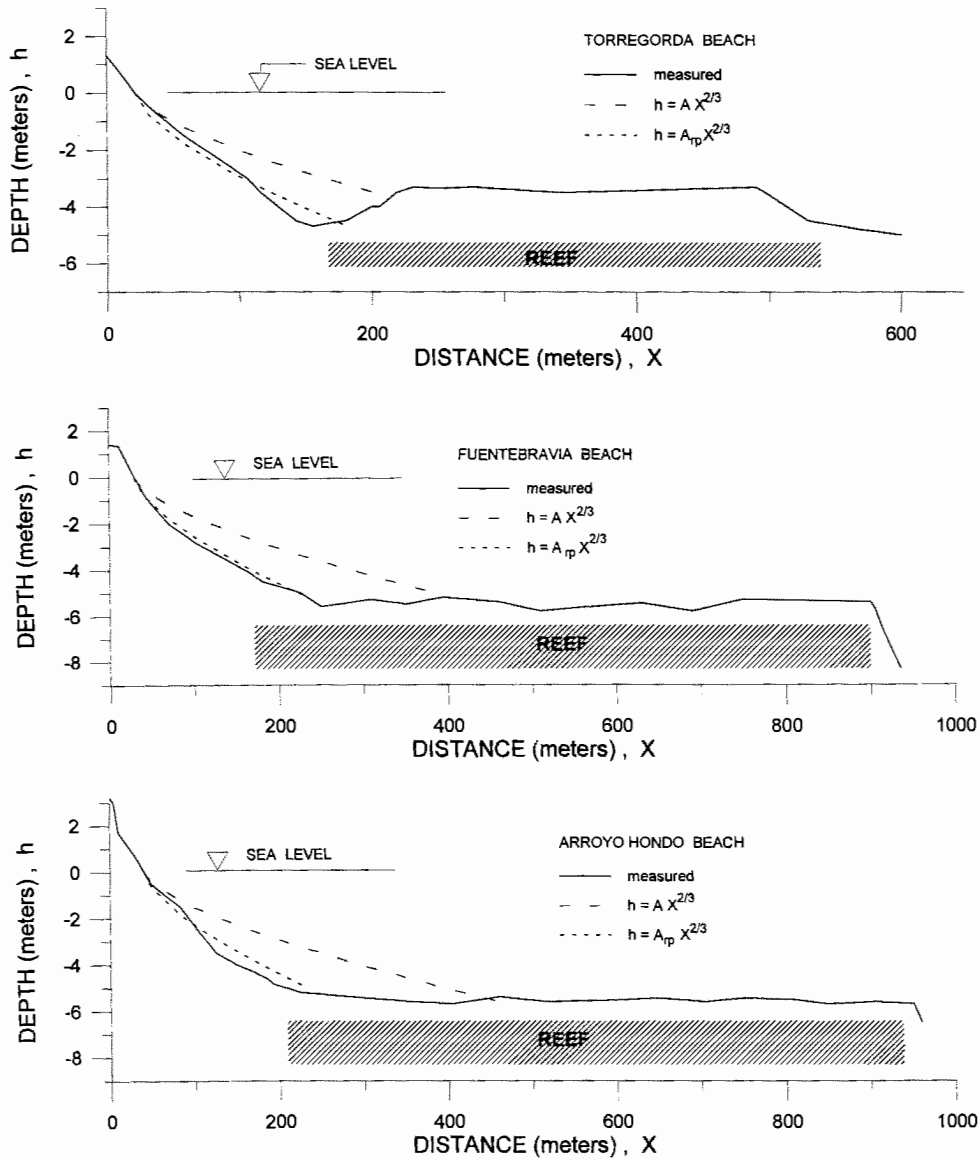 TORREGORDA BEACH
SEA LEVEL
measured
h = A X^2/3
h = A_rp X^2/3
2
0
-2
-4
-6
DEPTH (meters) , h
REEF
0
200
400
600
DISTANCE (meters) , X
FUENTEBRAVIA BEACH
SEA LEVEL
measured
h = A X^2/3
h = A_rp X^2/3
2
0
-2
-4
-6
-8
DEPTH (meters) , h
REEF
0
200
400
600
800
1000
DISTANCE (meters) , X
ARROYO HONDO BEACH
SEA LEVEL
measured
h = A X^2/3
h = A_rp X^2/3
2
0
-2
-4
-6
-8
DEPTH (meters) , h
REEF
0
200
400
600
800
1000
DISTANCE (meters) , X